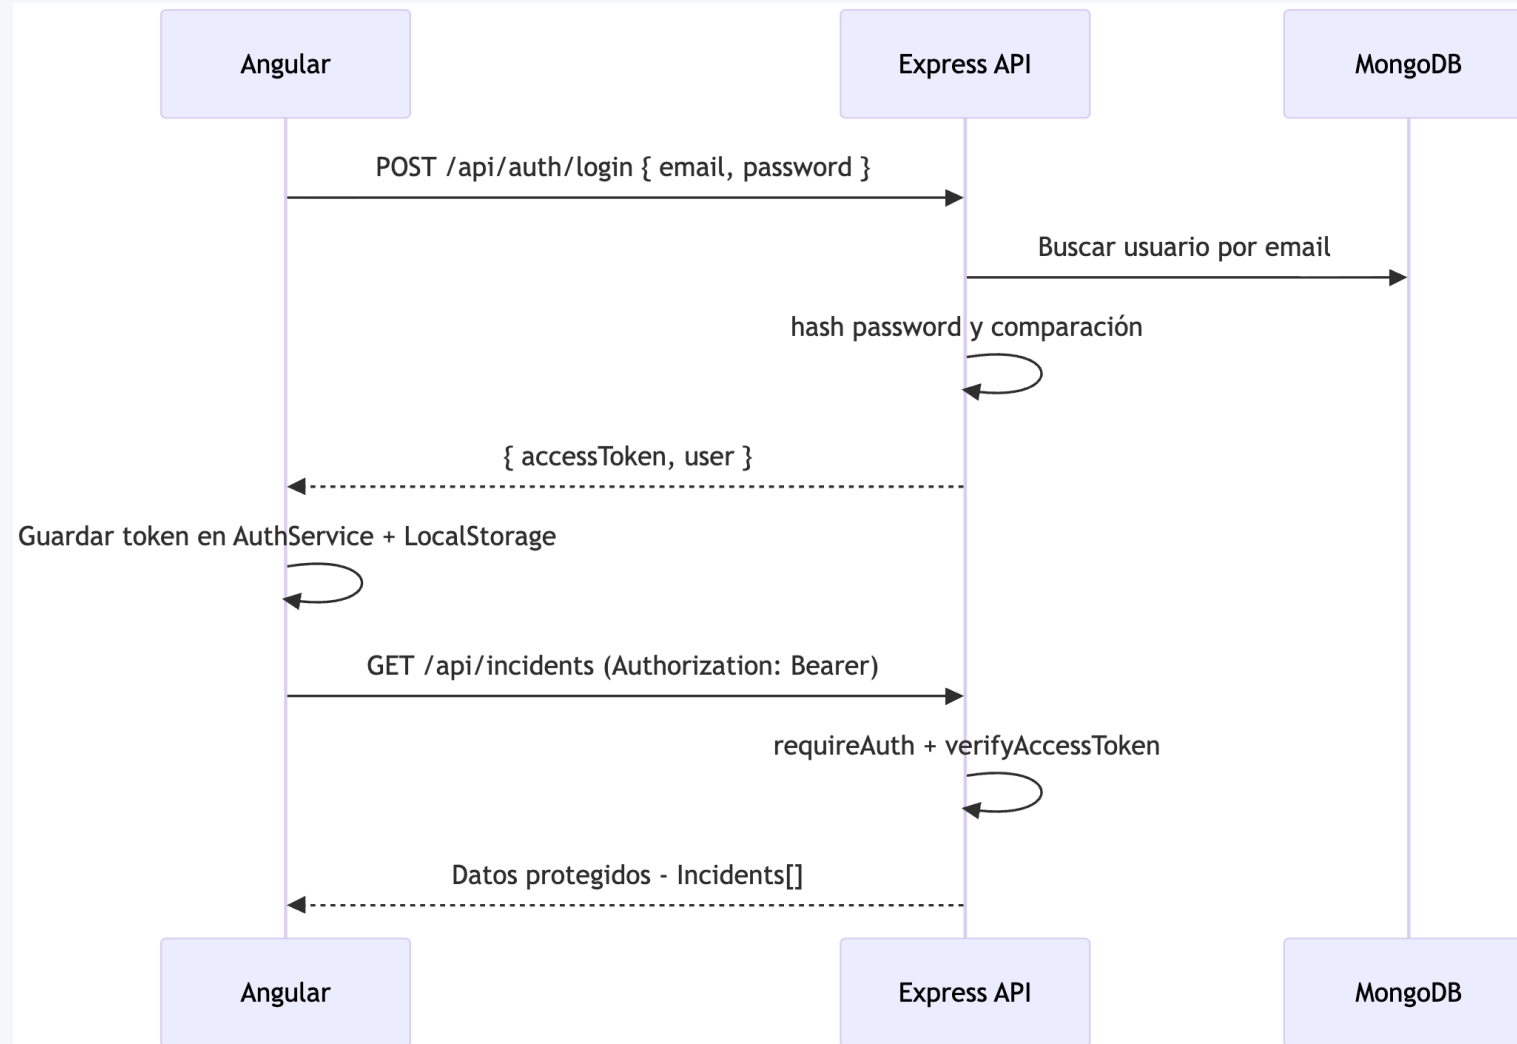 Angular
Express API
MongoDB
POST /api/auth/login { email, password }
Buscar usuario por email
hash password y comparación
{ accessToken, user }
Guardar token en AuthService + LocalStorage
GET /api/incidents (Authorization: Bearer)
requireAuth + verifyAccessToken
Datos protegidos - Incidents[]
Angular
Express API
MongoDB